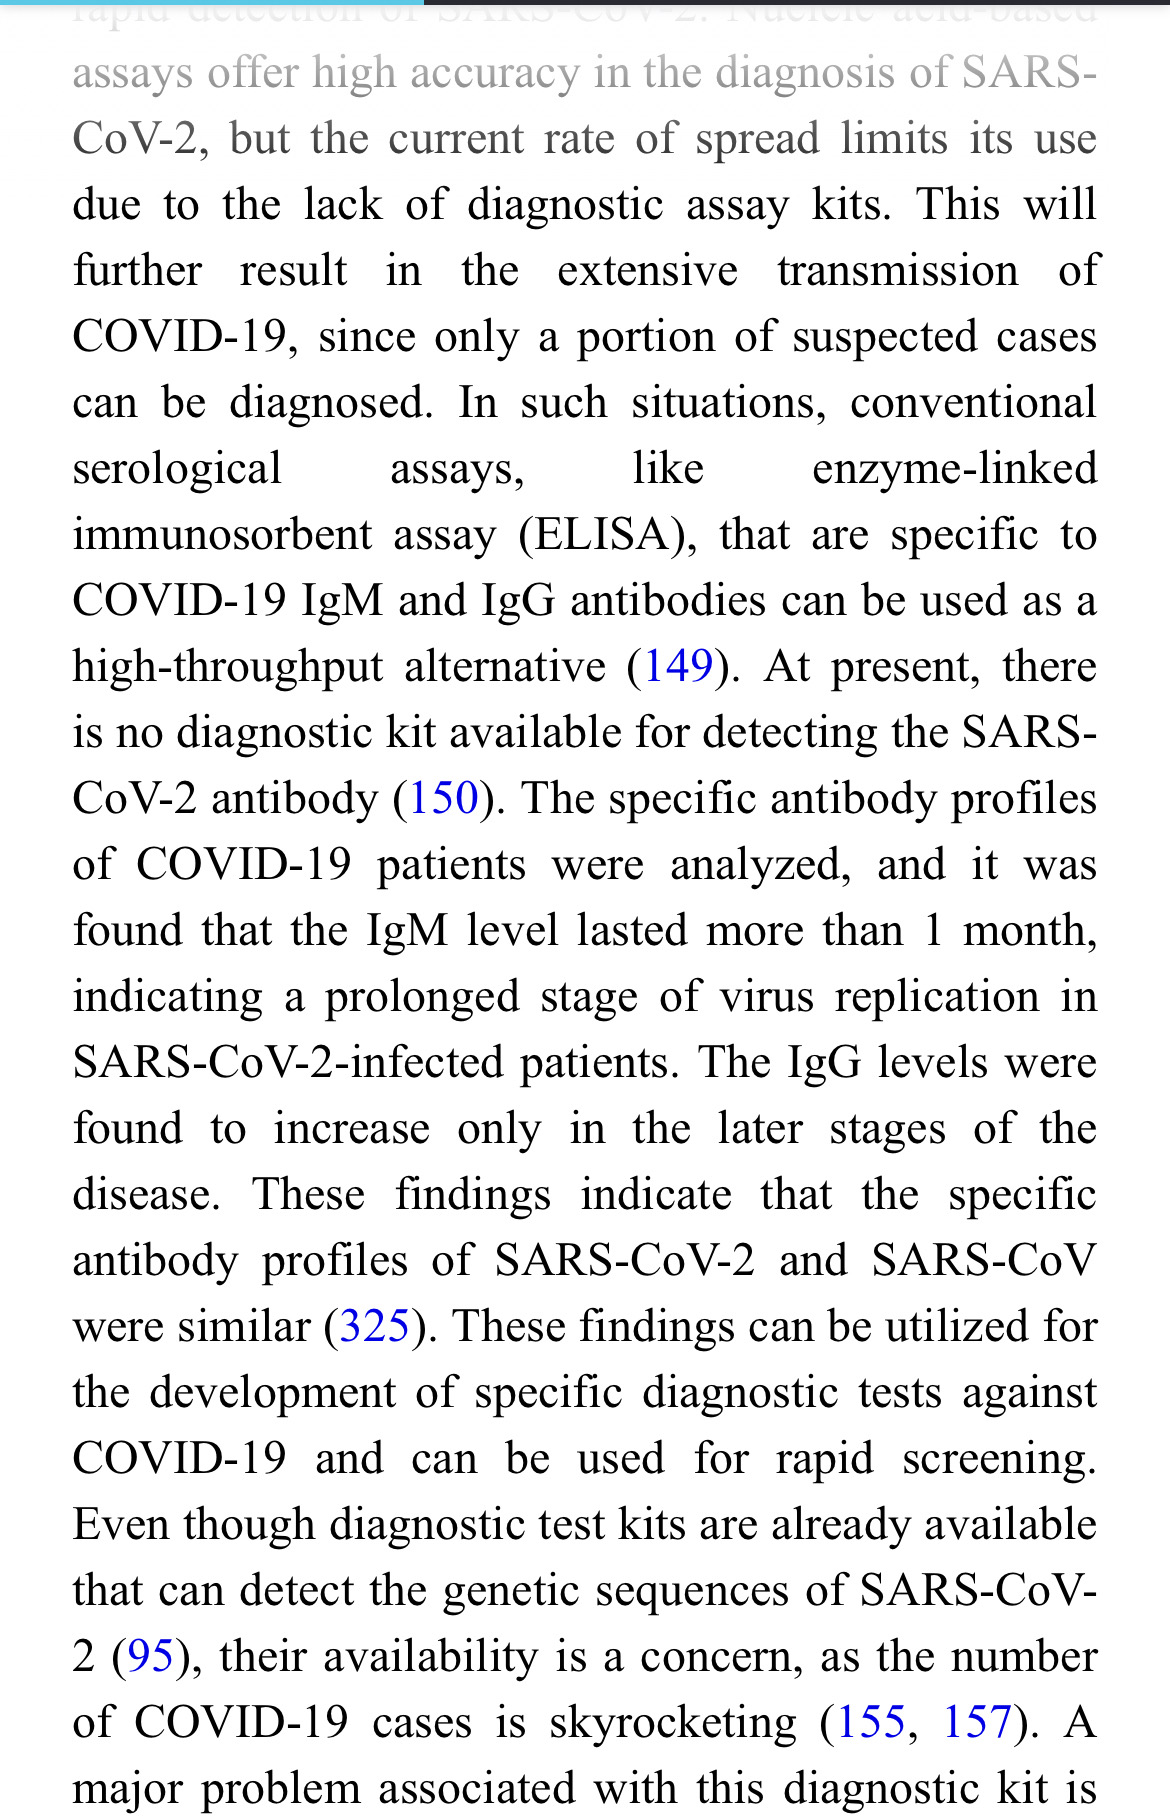 rapid detection of SARS-CoV-2. Nucleic acid-based
assays offer high accuracy in the diagnosis of SARS-
CoV-2, but the current rate of spread limits its use
due to the lack of diagnostic assay kits. This will
further result in the extensive transmission of
COVID-19, since only a portion of suspected cases
can be diagnosed. In such situations, conventional
serological assays, like enzyme-linked
immunosorbent assay (ELISA), that are specific to
COVID-19 IgM and IgG antibodies can be used as a
high-throughput alternative (149). At present, there
is no diagnostic kit available for detecting the SARS-
CoV-2 antibody (150). The specific antibody profiles
of COVID-19 patients were analyzed, and it was
found that the IgM level lasted more than 1 month,
indicating a prolonged stage of virus replication in
SARS-CoV-2-infected patients. The IgG levels were
found to increase only in the later stages of the
disease. These findings indicate that the specific
antibody profiles of SARS-CoV-2 and SARS-CoV
were similar (325). These findings can be utilized for
the development of specific diagnostic tests against
COVID-19 and can be used for rapid screening.
Even though diagnostic test kits are already available
that can detect the genetic sequences of SARS-CoV-
2 (95), their availability is a concern, as the number
of COVID-19 cases is skyrocketing (155, 157). A
major problem associated with this diagnostic kit is